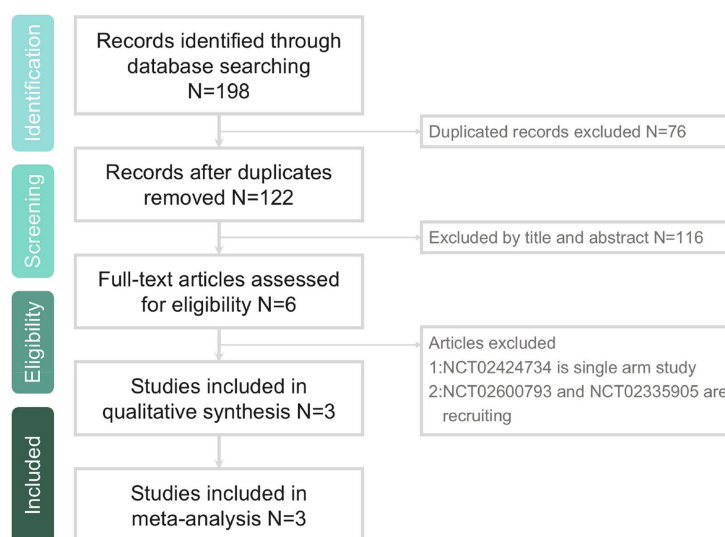 Identification
Records identified through
database searching
N=198
Duplicated records excluded N=76
Screening
Records after duplicates
removed N=122
Excluded by title and abstract N=116
Eligibility
Full-text articles assessed
for eligibility N=6
Articles excluded
1:NCT02424734 is single arm study
2:NCT02600793 and NCT02335905 are
recruiting
Studies included in
qualitative synthesis N=3
Included
Studies included in
meta-analysis N=3